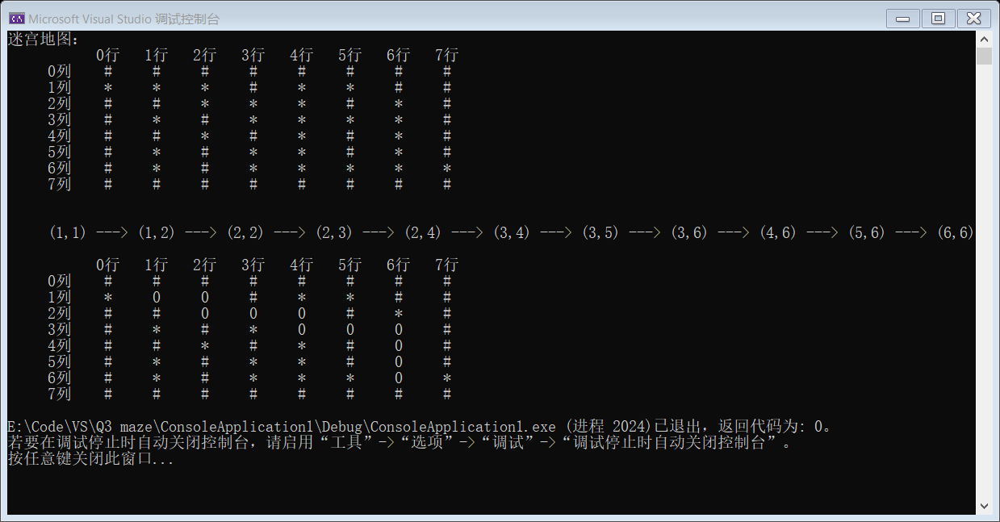 Microsoft Visual Studio 调试控制台
迷宫地图:
0行 1行 2行 3行 4行 5行 6行 7行
0列 # # # # # # # #
1列 * * * # * * # #
2列 # # * * * # * #
3列 # * # * * * * #
4列 # # * # * # * #
5列 # * # * * # * #
6列 # * # * * * * *
7列 # # # # # # # #
(1,1) ---> (1,2) ---> (2,2) ---> (2,3) ---> (2,4) ---> (3,4) ---> (3,5) ---> (3,6) ---> (4,6) ---> (5,6) ---> (6,6)
0行 1行 2行 3行 4行 5行 6行 7行
0列 # # # # # # # #
1列 * 0 0 # * * # #
2列 # # 0 0 0 # * #
3列 # * # * 0 0 0 #
4列 # # * # * # 0 #
5列 # * # * * # 0 #
6列 # * # * * * 0 *
7列 # # # # # # # #
E:\Code\VS\Q3 maze\ConsoleApplication1\Debug\ConsoleApplication1.exe (进程 2024)已退出，返回代码为: 0。
若要在调试停止时自动关闭控制台，请启用“工具”->“选项”->“调试”->“调试停止时自动关闭控制台”。
按任意键关闭此窗口...